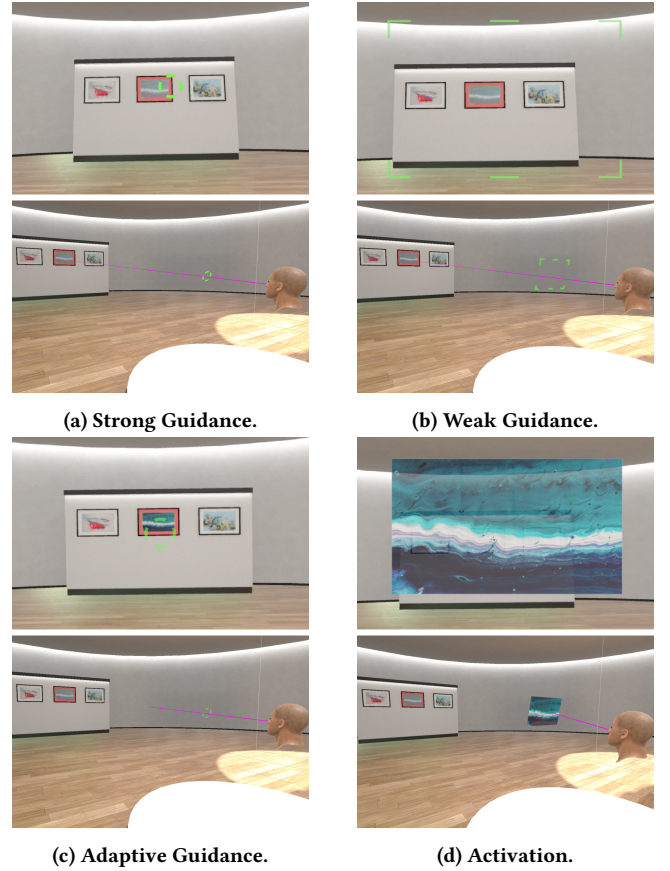 (a) Strong Guidance.
(b) Weak Guidance.
(c) Adaptive Guidance.
(d) Activation.